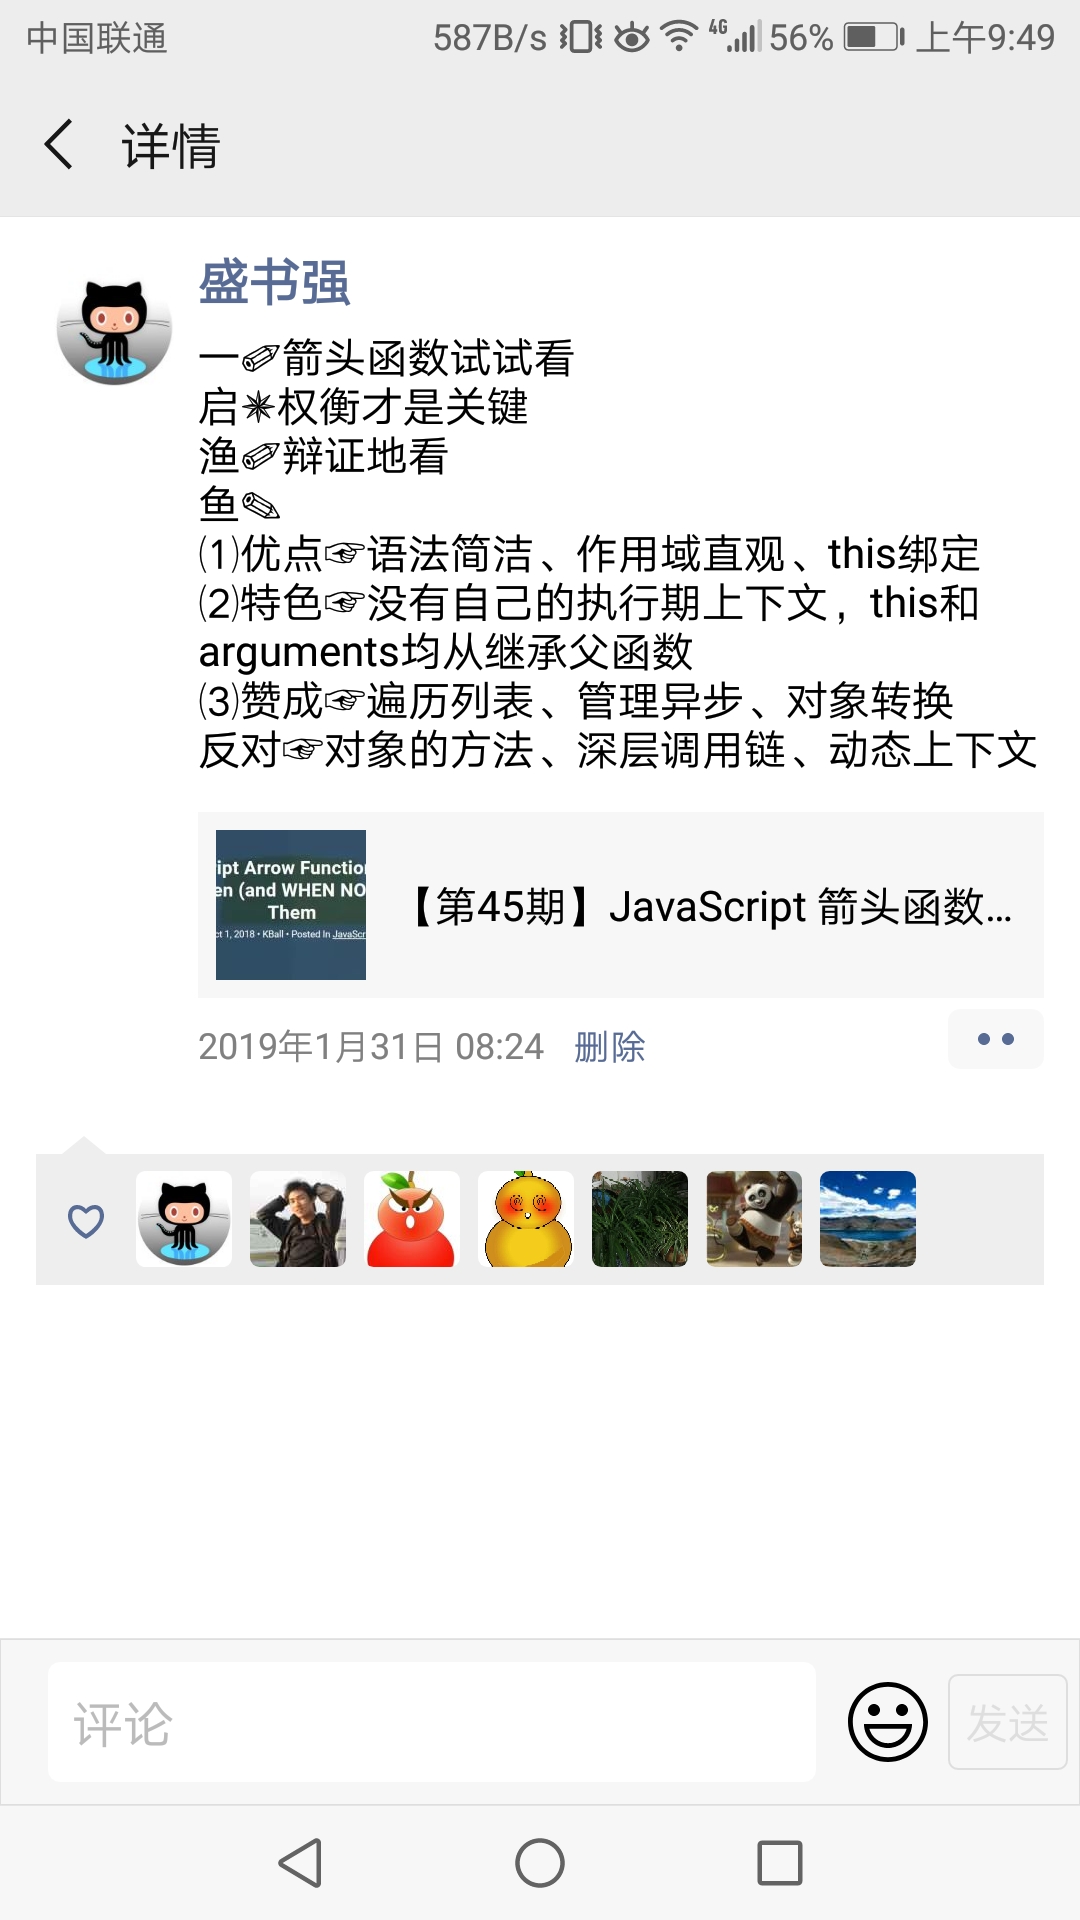 中国联通 587B/s 4G 56% 上午9:49
详情
盛书强
一✐箭头函数试试看
启✴权衡才是关键
渔✐辩证地看
鱼✎
⑴优点☞语法简洁、作用域直观、this绑定
⑵特色☞没有自己的执行期上下文，this和
arguments均从继承父函数
⑶赞成☞遍历列表、管理异步、对象转换
反对☞对象的方法、深层调用链、动态上下文
ipt Arrow Function
en (and WHEN NO
Them
ct 1, 2018 • KBall • Posted In JavaScr
【第45期】JavaScript 箭头函数...
2019年1月31日 08:24 删除
评论 发送